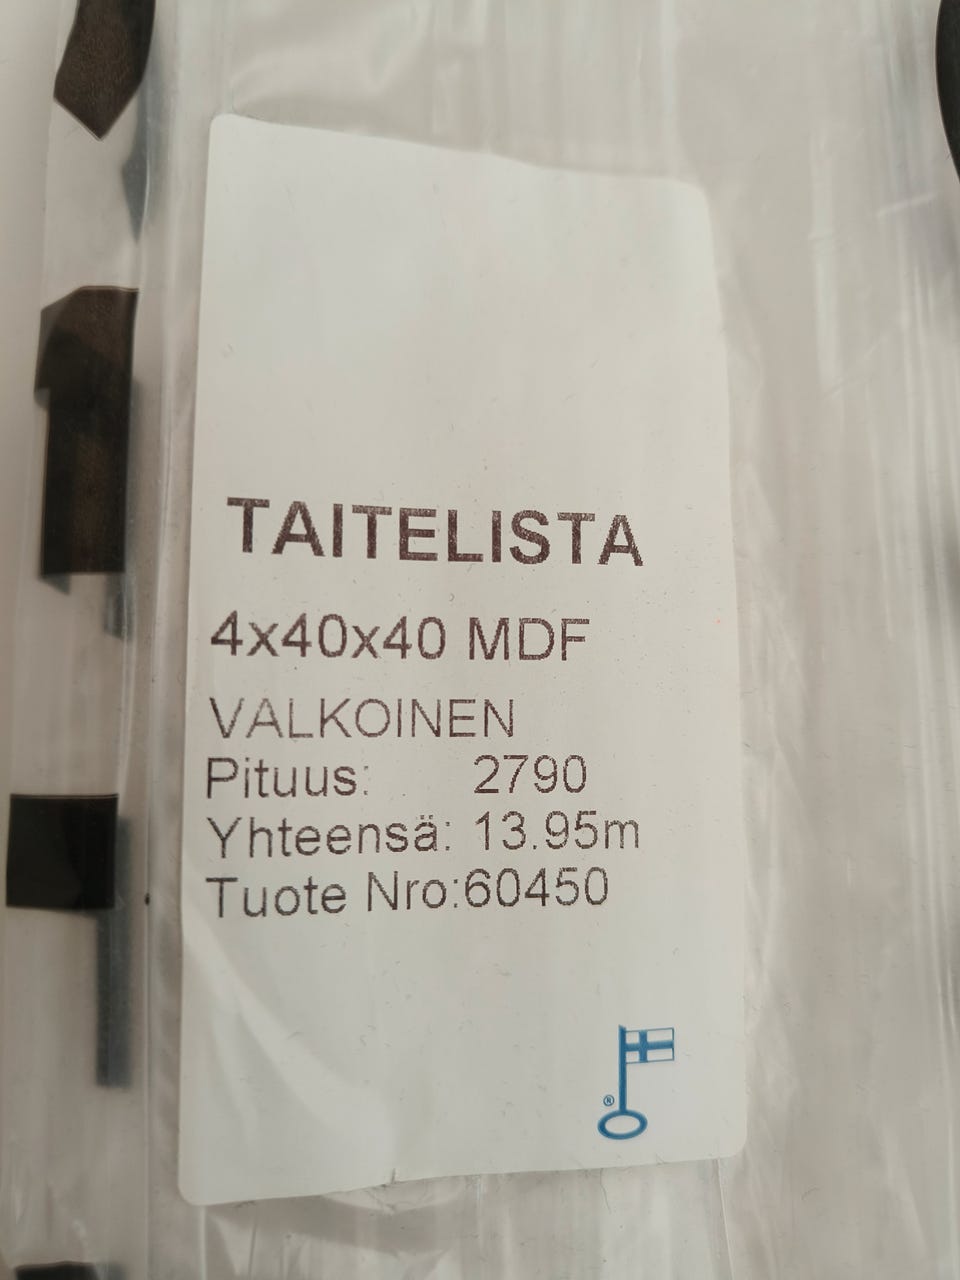 TAITELISTA
4x40x40 MDF
VALKOINEN
Pituus: 2790
Yhteensä: 13.95m
Tuote Nro:60450
®